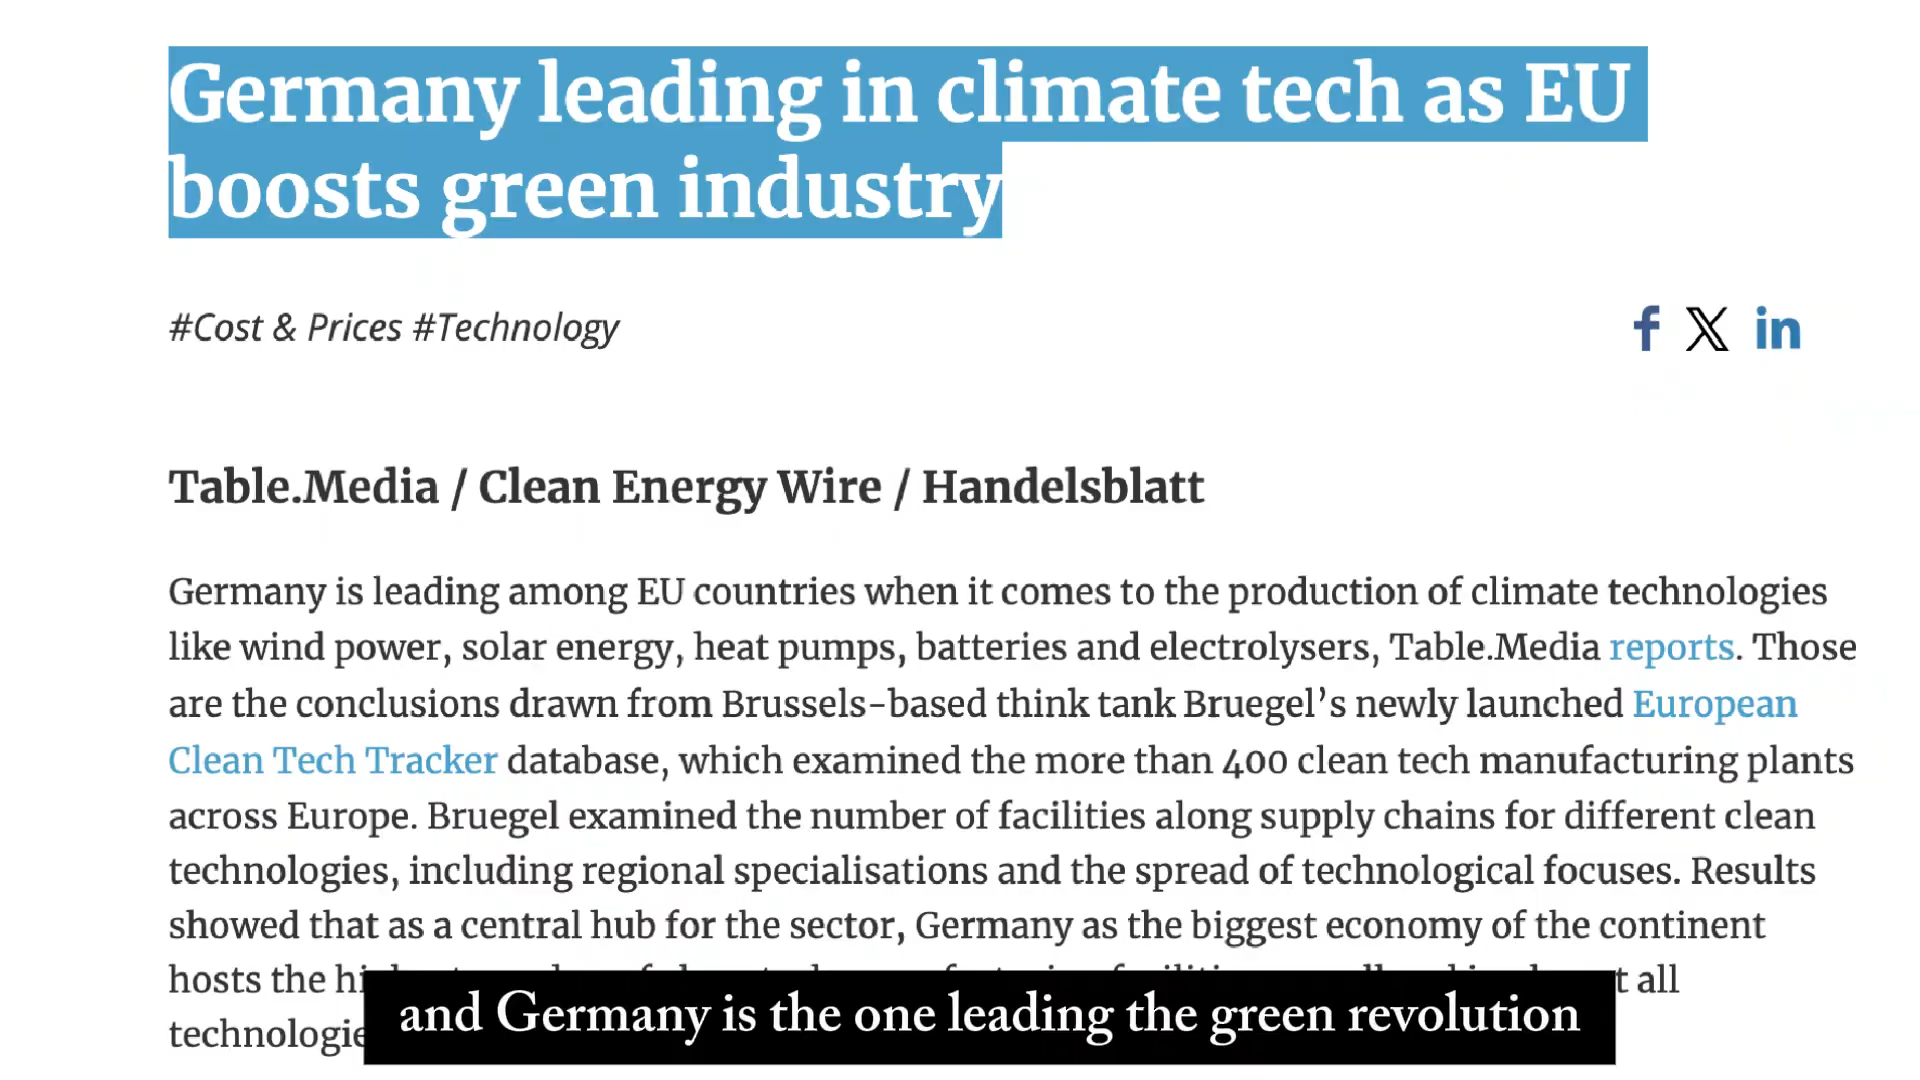 Germany leading in climate tech as EU
boosts green industry
#Cost & Prices #Technology
f X in
Table.Media / Clean Energy Wire / Handelsblatt
Germany is leading among EU countries when it comes to the production of climate technologies
like wind power, solar energy, heat pumps, batteries and electrolysers, Table.Media reports. Those
are the conclusions drawn from Brussels-based think tank Bruegel’s newly launched European
Clean Tech Tracker database, which examined the more than 400 clean tech manufacturing plants
across Europe. Bruegel examined the number of facilities along supply chains for different clean
technologies, including regional specialisations and the spread of technological focuses. Results
showed that as a central hub for the sector, Germany as the biggest economy of the continent
hosts the all
and Germany is the one leading the green revolution